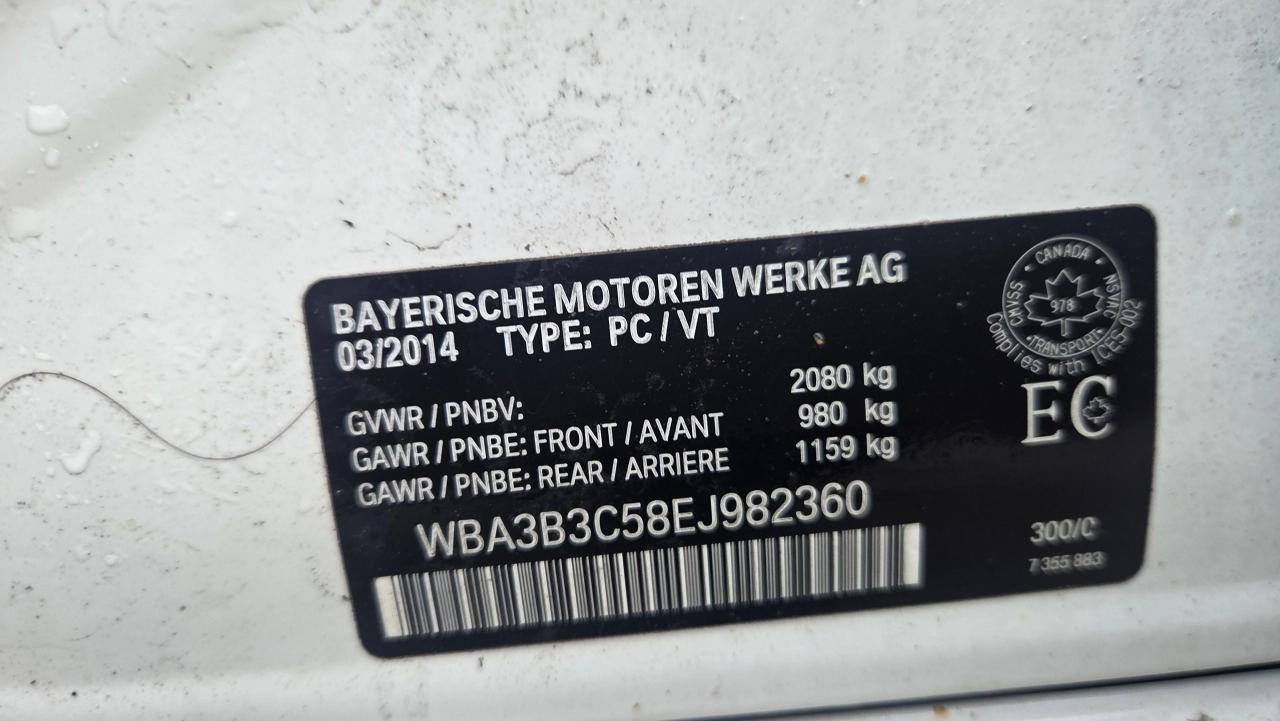 BAYERISCHE MOTOREN WERKE AG
03/2014 TYPE: PC / VT
GVWR / PNBV: 2080 kg
GAWR / PNBE: FRONT / AVANT 980 kg
GAWR / PNBE: REAR / ARRIERE 1159 kg
WBA3B3C58EJ982360
CANADA
CMVSS NSVAC
978
TRANSPORT
Complies with ICES-002
EC
300/C
7 355 883